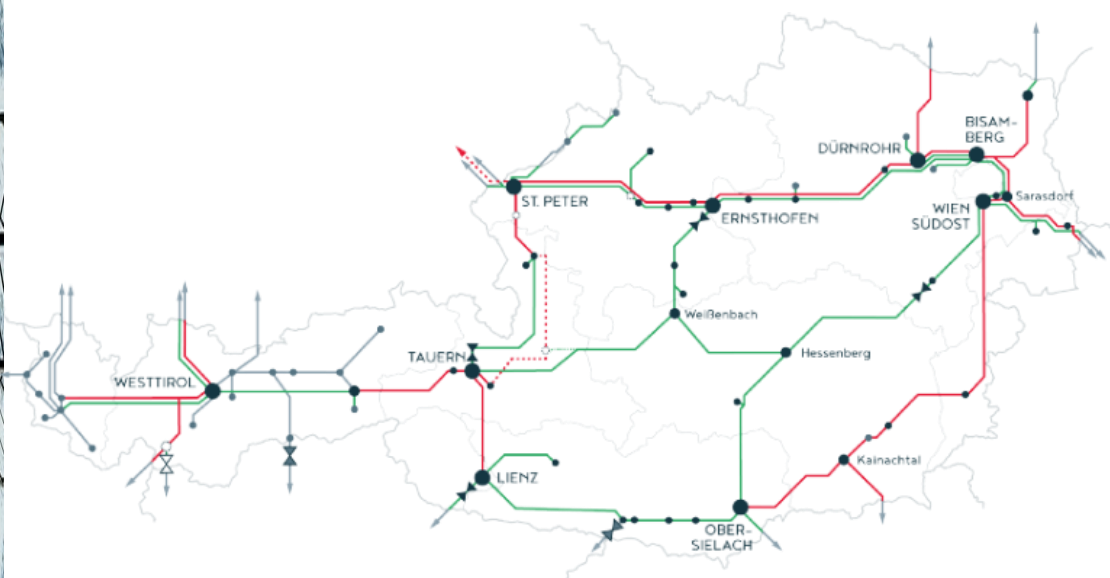 BISAM-
BERG
DÜRNROHR
Sarasdorf
ST. PETER
WIEN
SÜDOST
ERNSTHOFEN
Weißenbach
TAUERN
Hessenberg
WESTTIROL
Kainachtal
LIENZ
OBER-
SIELACH